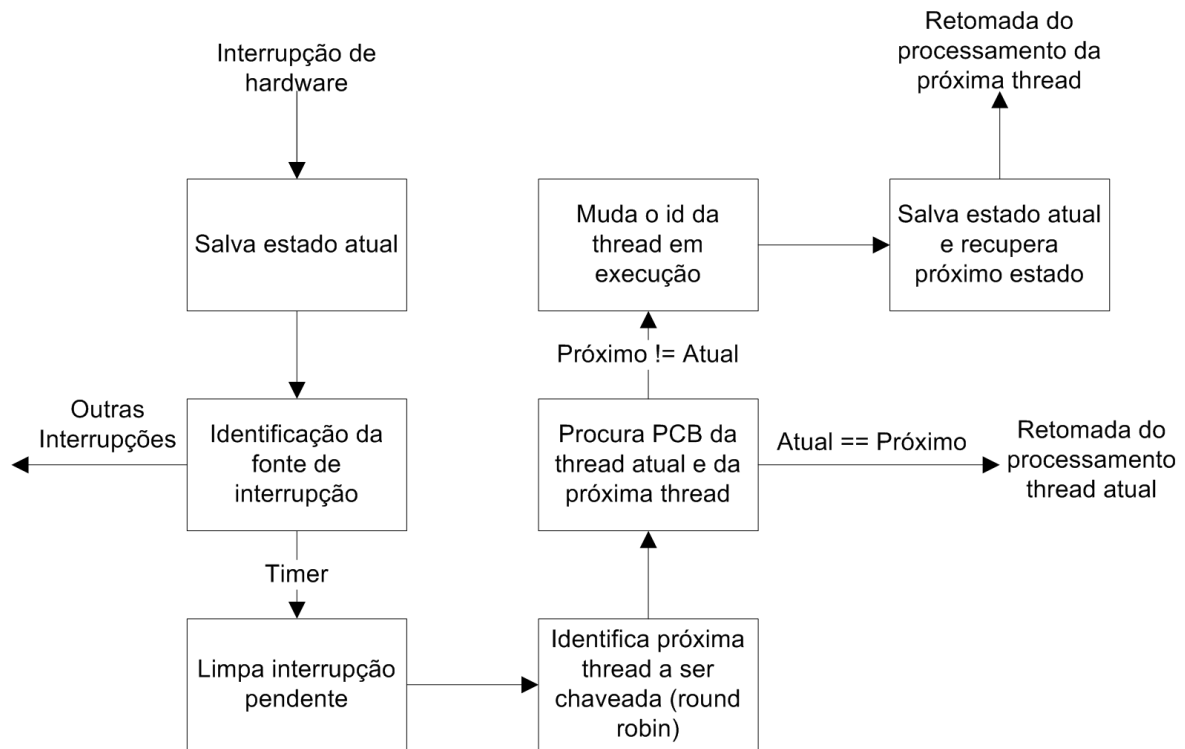 Interrupção de
hardware
Salva estado atual
Outras
Interrupções
Identificação da
fonte de
interrupção
Timer
Limpa interrupção
pendente
Identifica próxima
thread a ser
chaveada (round
robin)
Procura PCB da
thread atual e da
próxima thread
Atual == Próximo
Retomada do
processamento
thread atual
Próximo != Atual
Muda o id da
thread em
execução
Salva estado atual
e recupera
próximo estado
Retomada do
processamento da
próxima thread